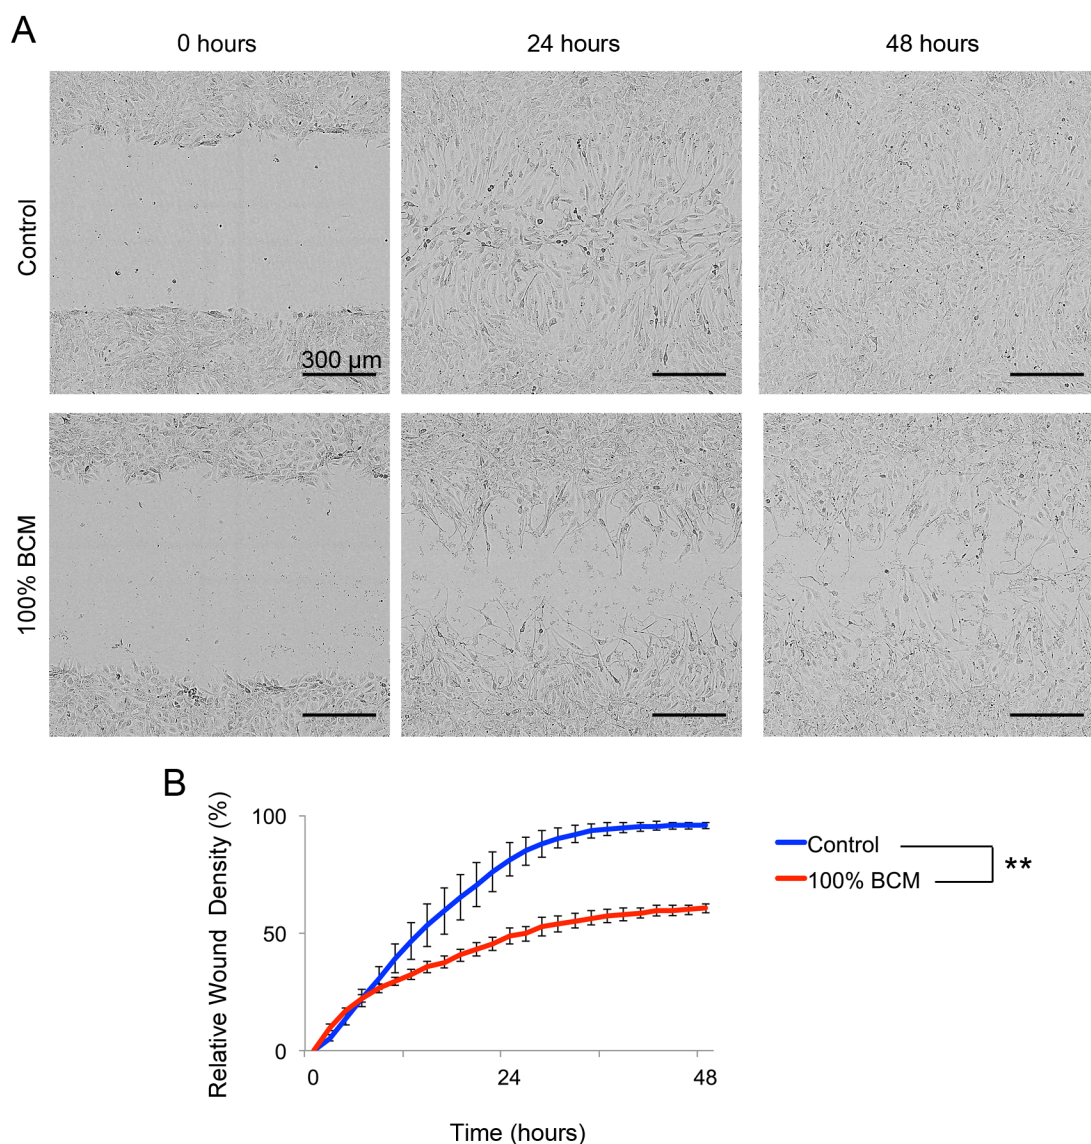 A
0 hours
24 hours
48 hours
Control
300 µm
100% BCM
B
Relative Wound Density (%)
100
50
0
0
24
48
Time (hours)
Control
100% BCM
**